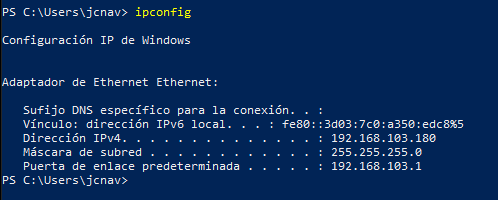 PS C:\Users\jcnav> ipconfig
Configuración IP de Windows
Adaptador de Ethernet Ethernet:
Sufijo DNS específico para la conexión. . :
Vínculo: dirección IPv6 local. . . : fe80::3d03:7c0:a350:edc8%5
Dirección IPv4. . . . . . . . . . . . . . : 192.168.103.180
Máscara de subred . . . . . . . . . . . . : 255.255.255.0
Puerta de enlace predeterminada . . . . . : 192.168.103.1
PS C:\Users\jcnav>